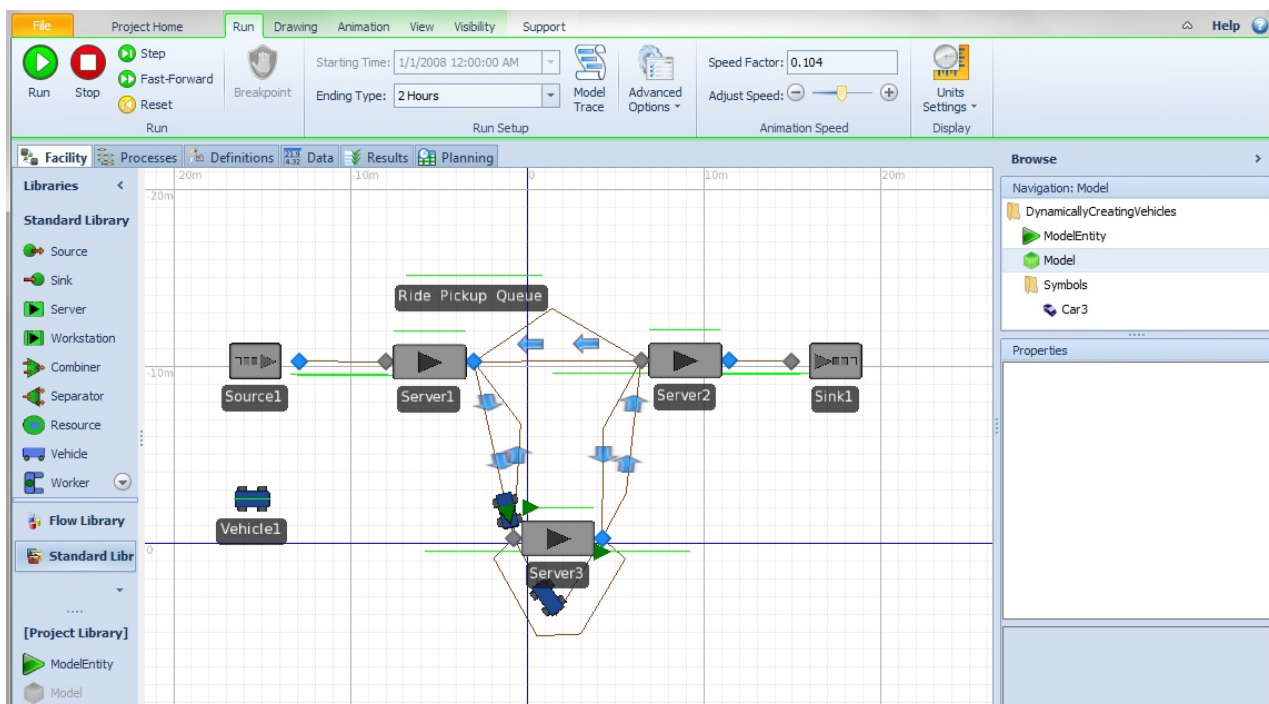 File Project Home Run Drawing Animation View Visibility Support Help
Run
Stop
Step
Fast-Forward
Reset
Run
Breakpoint
Starting Time: 1/1/2008 12:00:00 AM
Ending Type: 2 Hours
Model Trace
Advanced Options
Run Setup
Speed Factor: 0.104
Adjust Speed:
Animation Speed
Units Settings
Display
Facility Processes Definitions Data Results Planning
Libraries
Standard Library
Source
Sink
Server
Workstation
Combiner
Separator
Resource
Vehicle
Worker
Flow Library
Standard Libr
[Project Library]
ModelEntity
Model
-20m -10m 0 10m 20m
-20m
-10m
0
Ride Pickup Queue
Source1
Server1
Server2
Sink1
Vehicle1
Server3
Browse
Navigation: Model
DynamicallyCreatingVehicles
ModelEntity
Model
Symbols
Car3
Properties